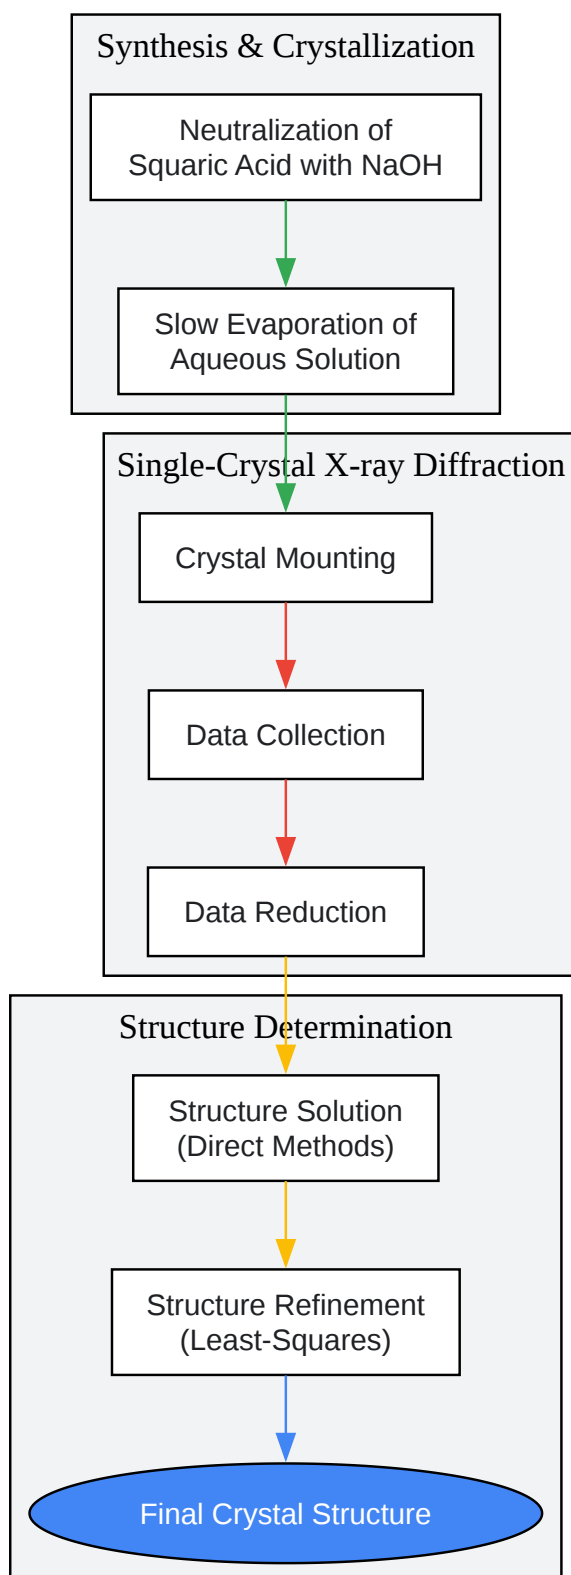 Synthesis & Crystallization
Neutralization of
Squaric Acid with NaOH
Slow Evaporation of
Aqueous Solution
Single-Crystal X-ray Diffraction
Crystal Mounting
Data Collection
Data Reduction
Structure Determination
Structure Solution
(Direct Methods)
Structure Refinement
(Least-Squares)
Final Crystal Structure